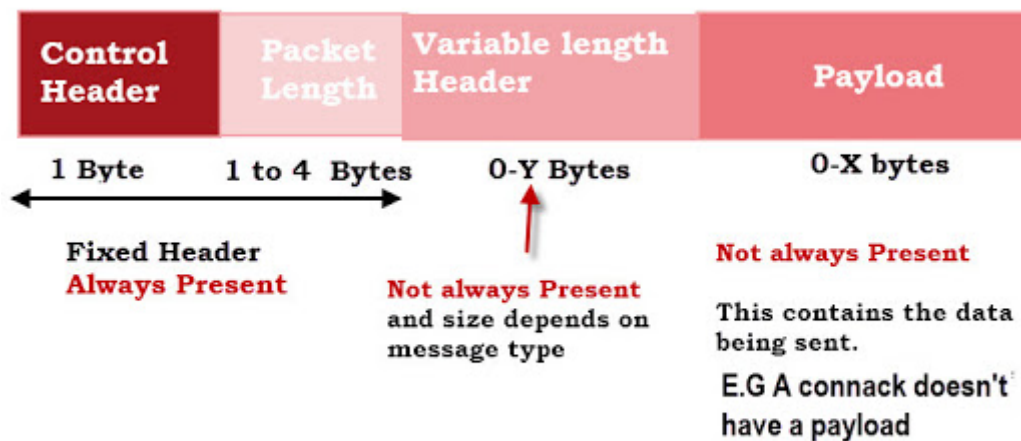 Control
Header
Packet
Length
Variable length
Header
Payload
1 Byte
1 to 4 Bytes
0-Y Bytes
0-X bytes
Fixed Header
Always Present
Not always Present
and size depends on
message type
Not always Present
This contains the data
being sent.
E.G A connack doesn't
have a payload